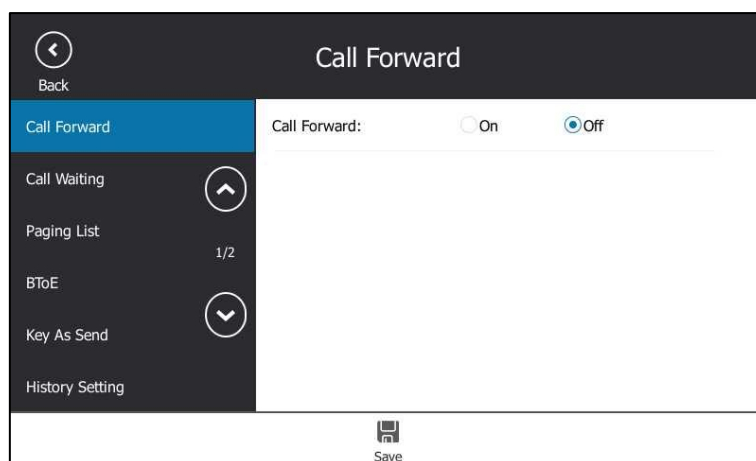 Call Forward
Back
Call Forward
Call Forward: On Off
Call Waiting
Paging List
1/2
BToE
Key As Send
History Setting
Save